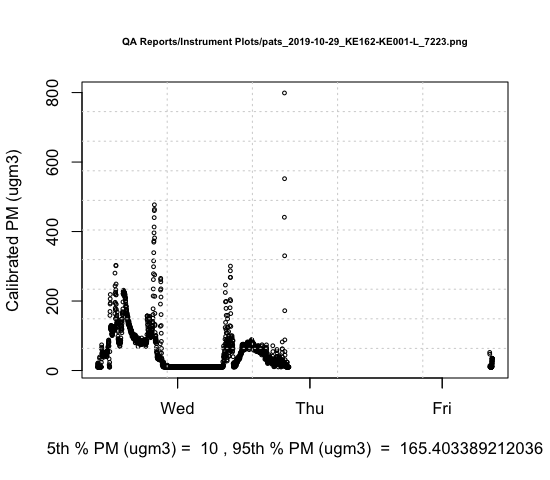 QA Reports/Instrument Plots/pats_2019-10-29_KE162-KE001-L_7223.png
800
600
400
200
0
Calibrated PM (ugm3)
Wed Thu Fri
5th % PM (ugm3) = 10 , 95th % PM (ugm3) = 165.403389212036